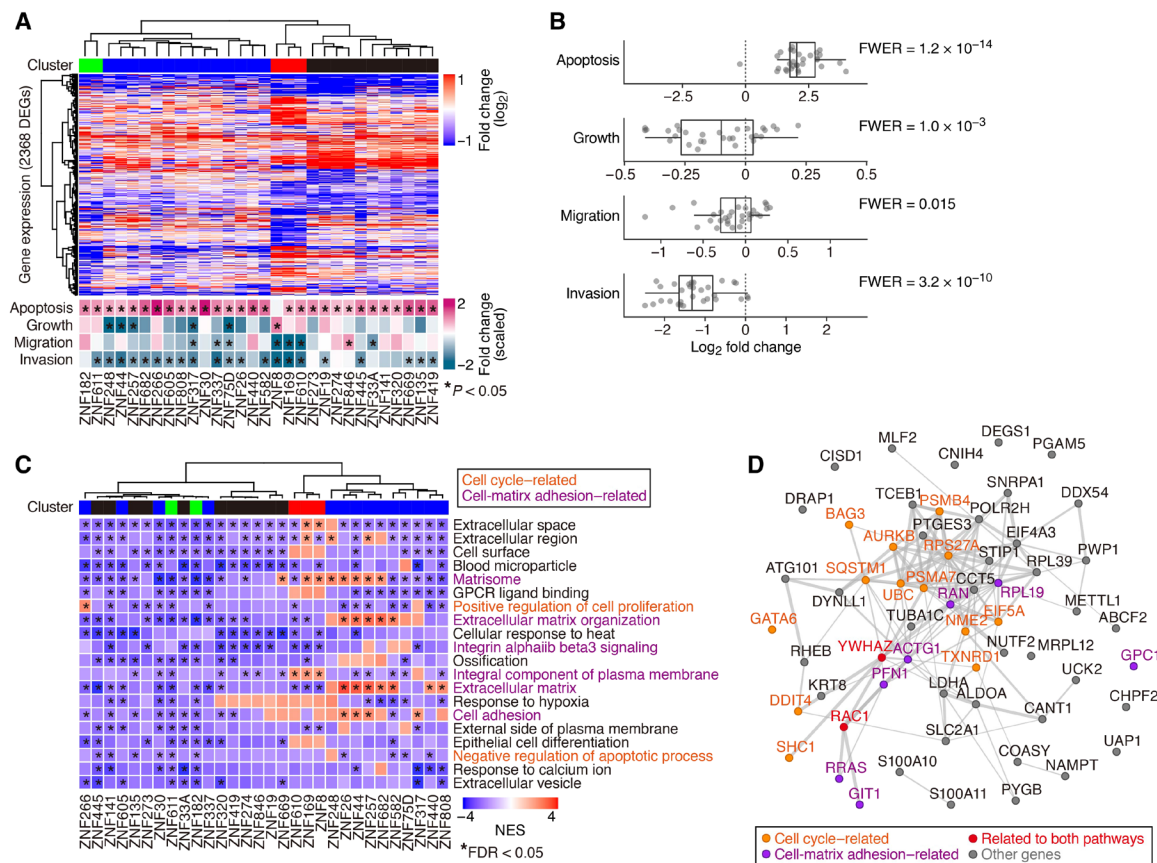 A
Cluster
Gene expression (2368 DEGs)
1
−1
Fold change
(log2)
Apoptosis
Growth
Migration
Invasion
2
−2
Fold change
(scaled)
*P < 0.05
ZNF182
ZNF611
ZNF248
ZNF44
ZNF257
ZNF682
ZNF266
ZNF605
ZNF808
ZNF317
ZNF30
ZNF337
ZNF75D
ZNF26
ZNF440
ZNF582
ZNF8
ZNF169
ZNF610
ZNF273
ZNF19
ZNF274
ZNF846
ZNF445
ZNF33A
ZNF141
ZNF320
ZNF669
ZNF135
ZNF419
B
Apoptosis
FWER = 1.2 × 10−14
−2.5 0 2.5
Growth
FWER = 1.0 × 10−3
−0.5 −0.25 0 0.25 0.5
Migration
FWER = 0.015
−1 −0.5 0 0.5 1
Invasion
FWER = 3.2 × 10−10
−2 −1 0 1 2
Log2 fold change
C
Cell cycle−related
Cell-matrix adhesion−related
Cluster
Extracellular space
Extracellular region
Cell surface
Blood microparticle
Matrisome
GPCR ligand binding
Positive regulation of cell proliferation
Extracellular matrix organization
Cellular response to heat
Integrin alphaiib beta3 signaling
Ossification
Integral component of plasma membrane
Extracellular matrix
Response to hypoxia
Cell adhesion
External side of plasma membrane
Epithelial cell differentiation
Negative regulation of apoptotic process
Response to calcium ion
Extracellular vesicle
ZNF266
ZNF445
ZNF141
ZNF605
ZNF135
ZNF273
ZNF30
ZNF611
ZNF33A
ZNF182
ZNF337
ZNF320
ZNF419
ZNF274
ZNF846
ZNF19
ZNF669
ZNF610
ZNF169
ZNF8
ZNF248
ZNF26
ZNF44
ZNF257
ZNF682
ZNF582
ZNF75D
ZNF317
ZNF440
ZNF808
−4 4
NES
*FDR < 0.05
D
MLF2
DEGS1
CISD1
CNIH4
PGAM5
DRAP1
TCEB1
PSMB4
SNRPA1
DDX54
BAG3
PTGES3
POLR2H
AURKB
RPS27A
EIF4A3
STIP1
PWP1
ATG101
SQSTM1
PSMA7
CCT5
RPL39
DYNLL1
UBC
RAN
RPL19
METTL1
TUBA1C
EIF5A
ABCF2
GATA6
NME2
NUTF2
MRPL12
YWHAZ
ACTG1
GPC1
RHEB
TXNRD1
UCK2
PFN1
KRT8
LDHA
ALDOA
CHPF2
DDIT4
CANT1
RAC1
SLC2A1
UAP1
SHC1
COASY
RRAS
S100A10
NAMPT
GIT1
S100A11
PYGB
Cell cycle−related
Related to both pathways
Cell-matrix adhesion−related
Other genes